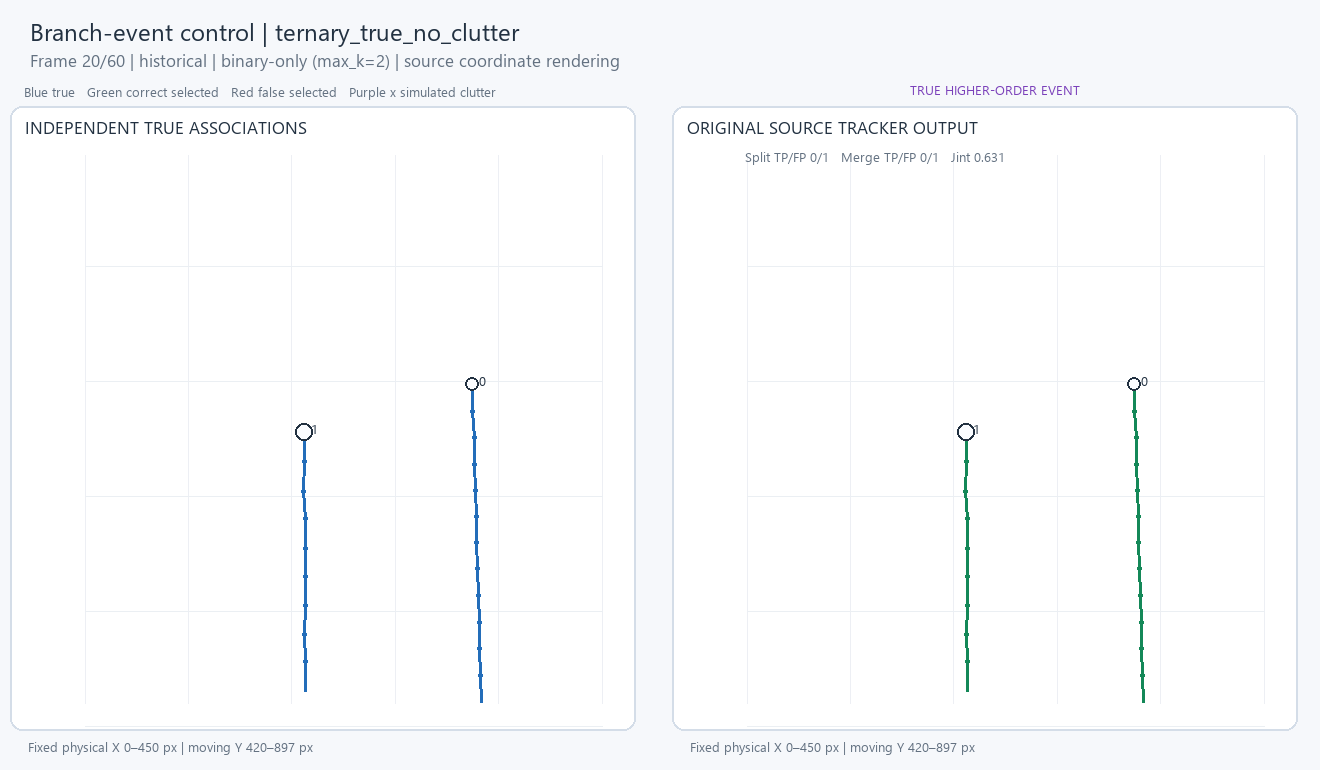 Branch-event control | ternary_true_no_clutter
Frame 20/60 | historical | binary-only (max_k=2) | source coordinate rendering
Blue true   Green correct selected   Red false selected   Purple x simulated clutter
TRUE HIGHER-ORDER EVENT
INDEPENDENT TRUE ASSOCIATIONS
0
1
Fixed physical X 0–450 px | moving Y 420–897 px
ORIGINAL SOURCE TRACKER OUTPUT
Split TP/FP 0/1   Merge TP/FP 0/1   Jint 0.631
0
1
Fixed physical X 0–450 px | moving Y 420–897 px